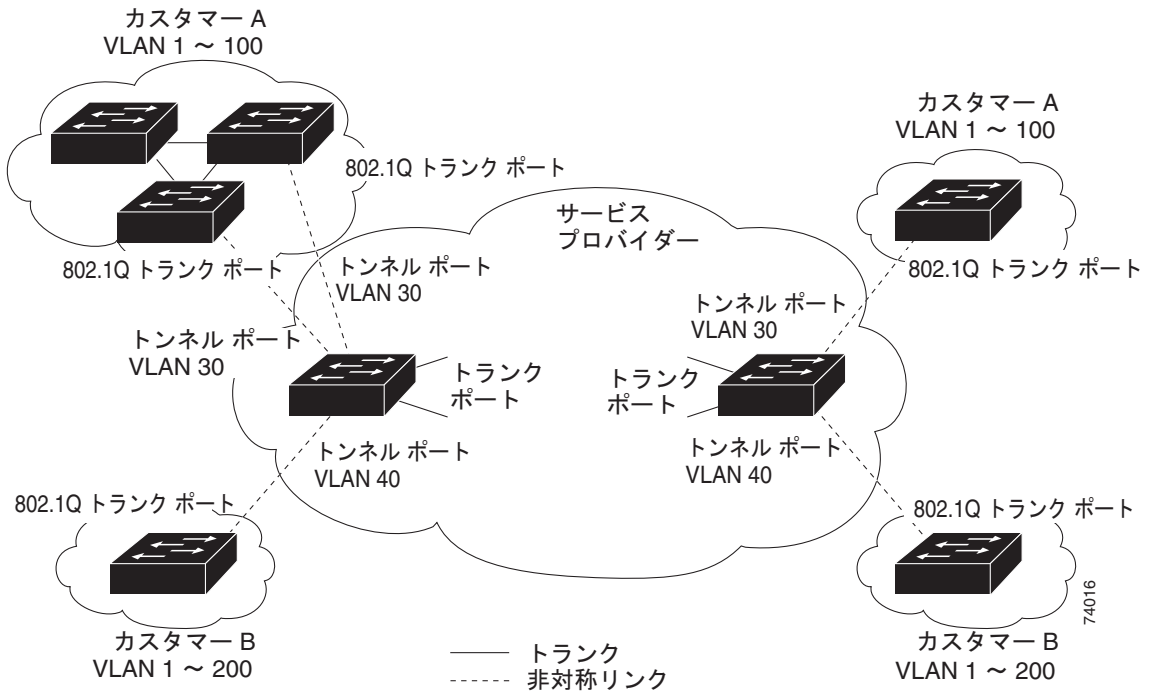 カスタマー A
VLAN 1 ～ 100
カスタマー A
VLAN 1 ～ 100
802.1Q トランク ポート
サービス
プロバイダー
802.1Q トランク ポート
トンネル ポート
VLAN 30
802.1Q トランク ポート
トンネル ポート
VLAN 30
トンネル ポート
VLAN 30
トランク
ポート
トランク
ポート
トンネル ポート
VLAN 40
トンネル ポート
VLAN 40
802.1Q トランク ポート
802.1Q トランク ポート
カスタマー B
VLAN 1 ～ 200
カスタマー B
VLAN 1 ～ 200
74016
トランク
非対称リンク